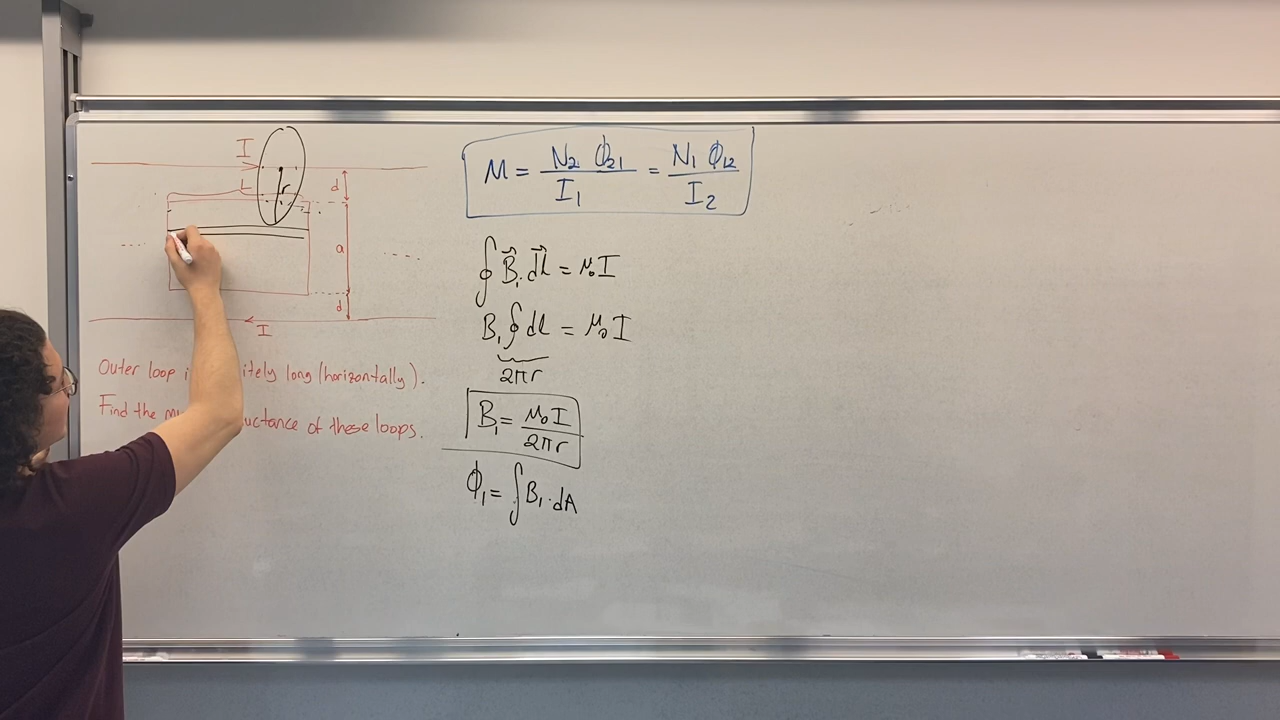 I
r
t
d
a
d
I
Outer loop i itely long (horizontally).
Find the m uctance of these loops.
M = N₂ Φ₂₁ / I₁ = N₁ Φ₁₂ / I₂
∮ B⃗₁ . dl⃗ = μ₀ I
B₁ ∮ dl = μ₀ I
2πr
B₁ = μ₀ I / 2πr
Φ₁ = ∫ B₁ . dA